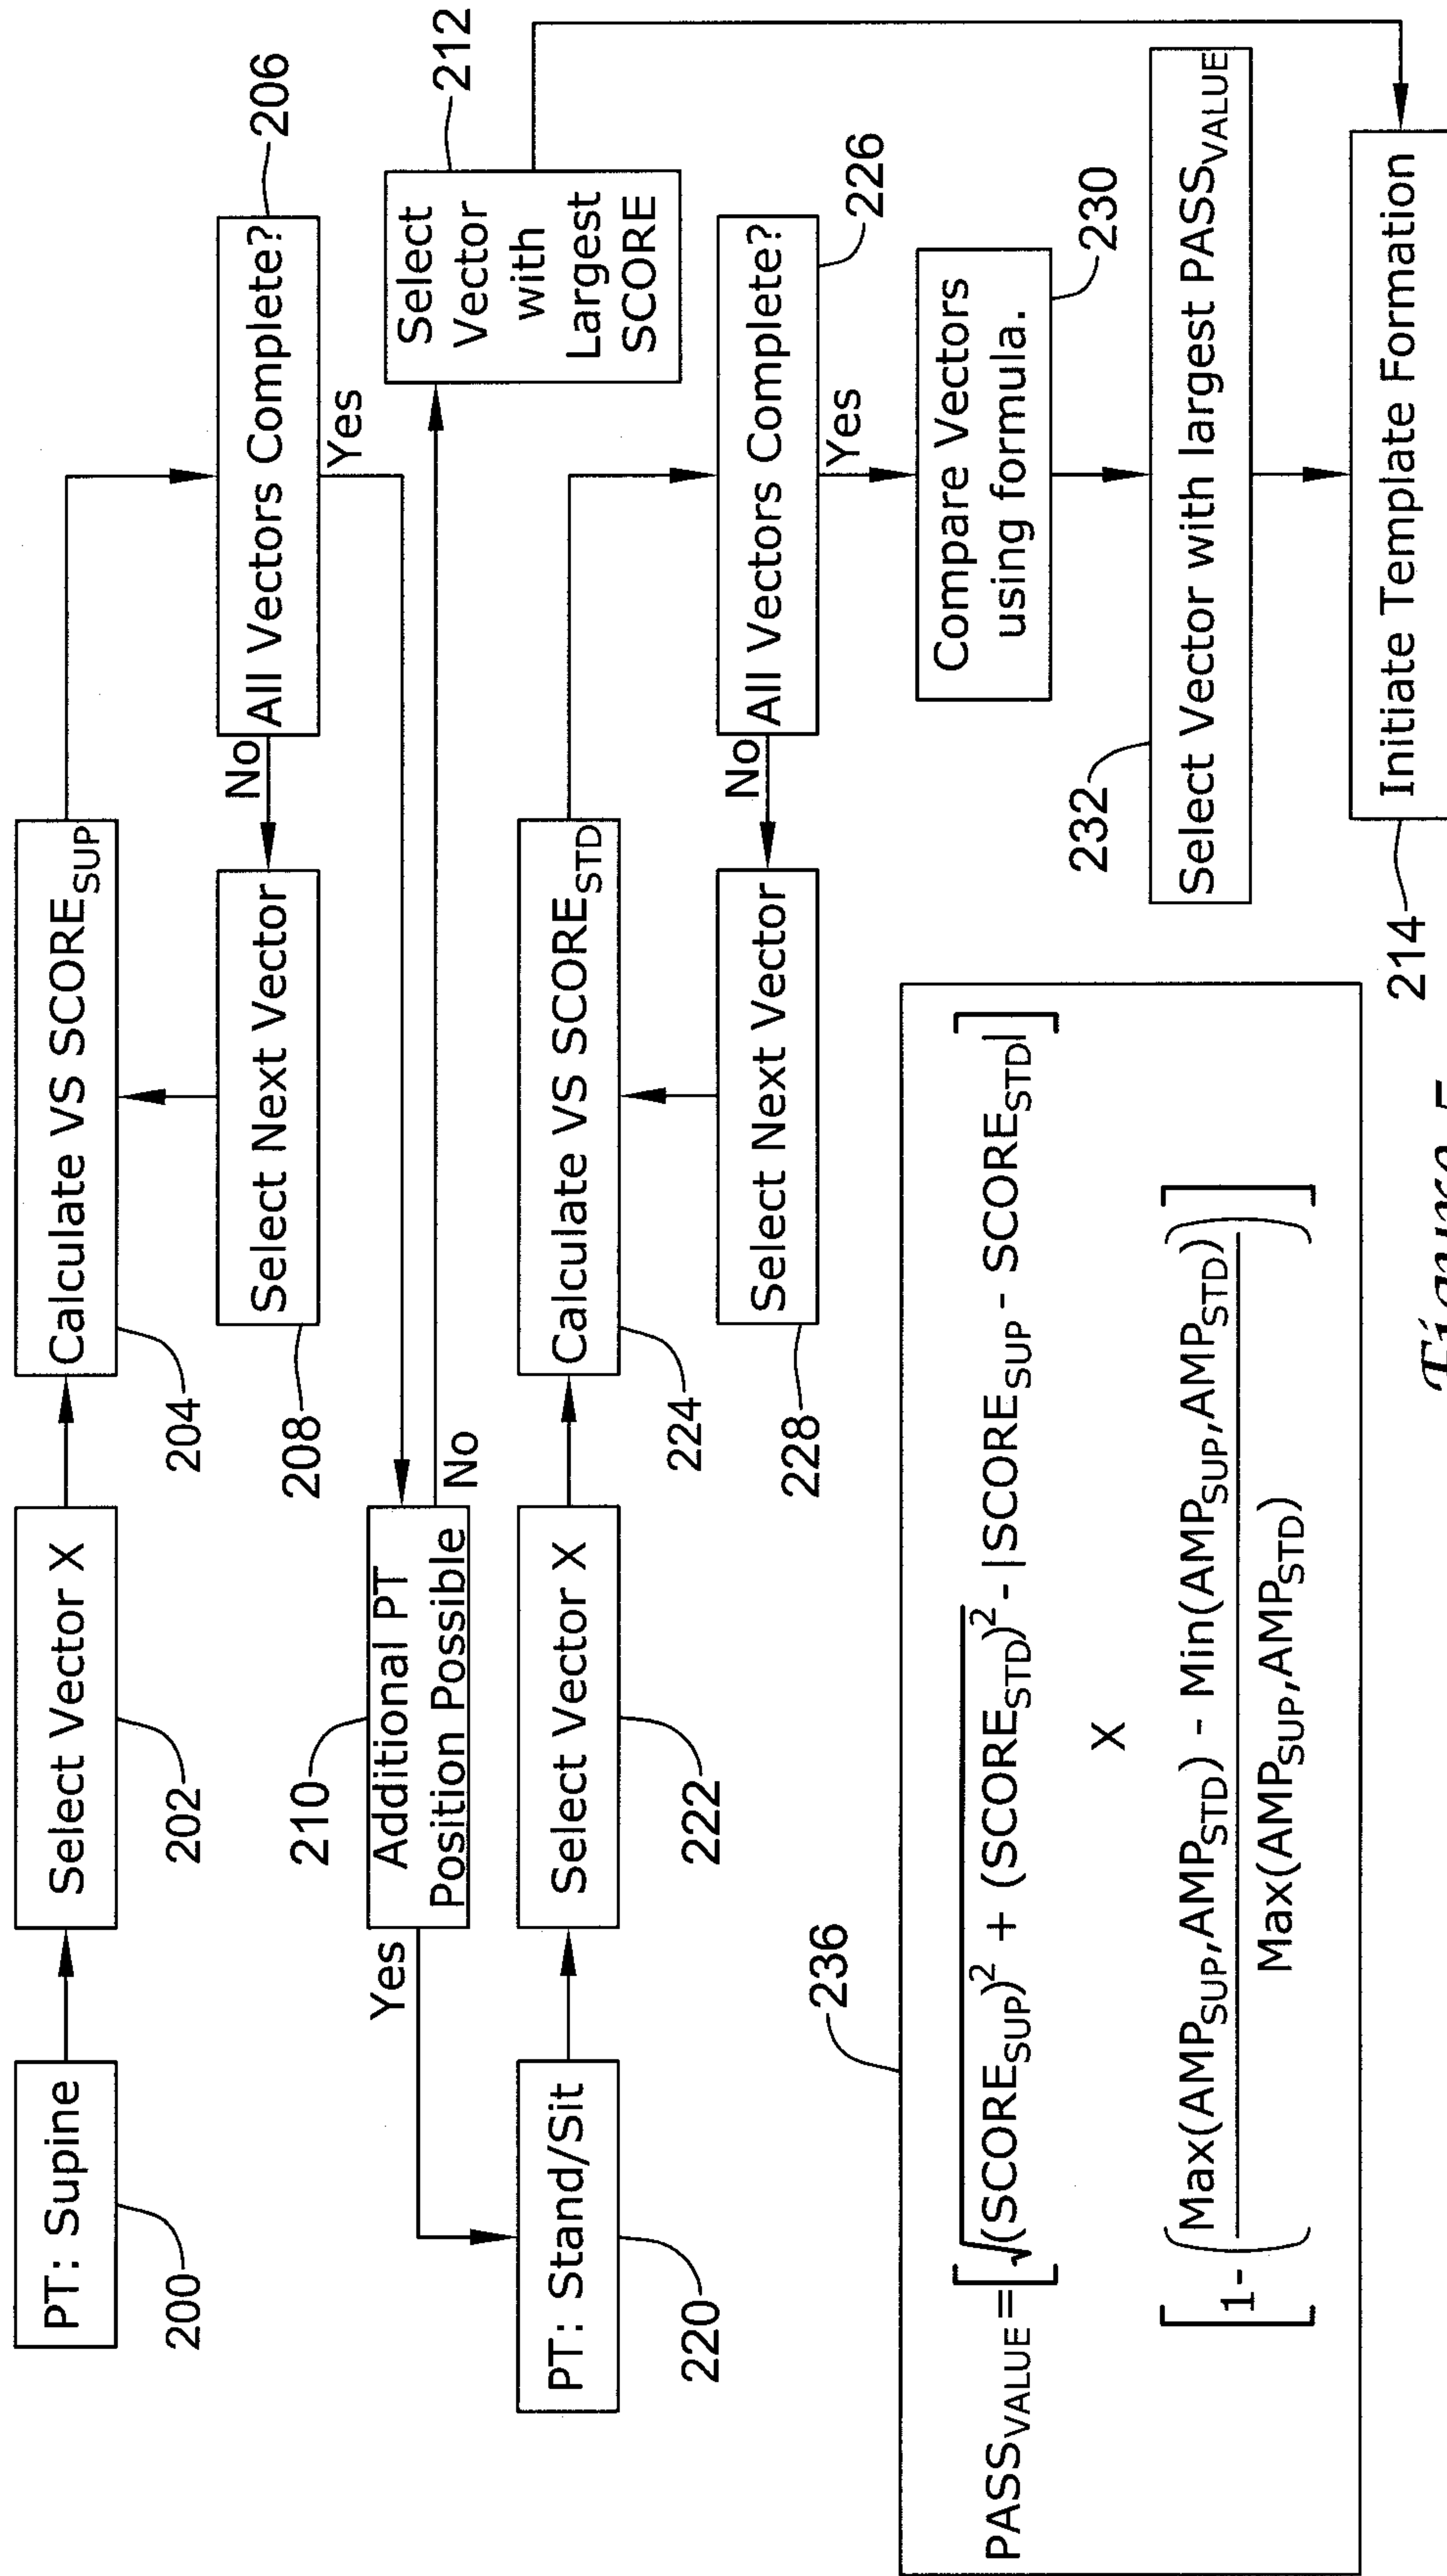 PT: Supine
200
Select Vector X
202
Calculate VS SCORE_SUP
204
All Vectors Complete?
206
No
Yes
Select Next Vector
208
Additional PT
Position Possible
210
No
Yes
Select
Vector
with
Largest
SCORE
212
PT: Stand/Sit
220
Select Vector X
222
Calculate VS SCORE_STD
224
All Vectors Complete?
226
No
Yes
Select Next Vector
228
Compare Vectors
using formula.
230
Select Vector with largest PASS_VALUE
232
Initiate Template Formation
214
236
PASS_VALUE = [√(SCORE_SUP)² + (SCORE_STD)² - |SCORE_SUP - SCORE_STD|]
X
[1- (Max(AMP_SUP,AMP_STD) - Min(AMP_SUP,AMP_STD)
Max(AMP_SUP,AMP_STD))]